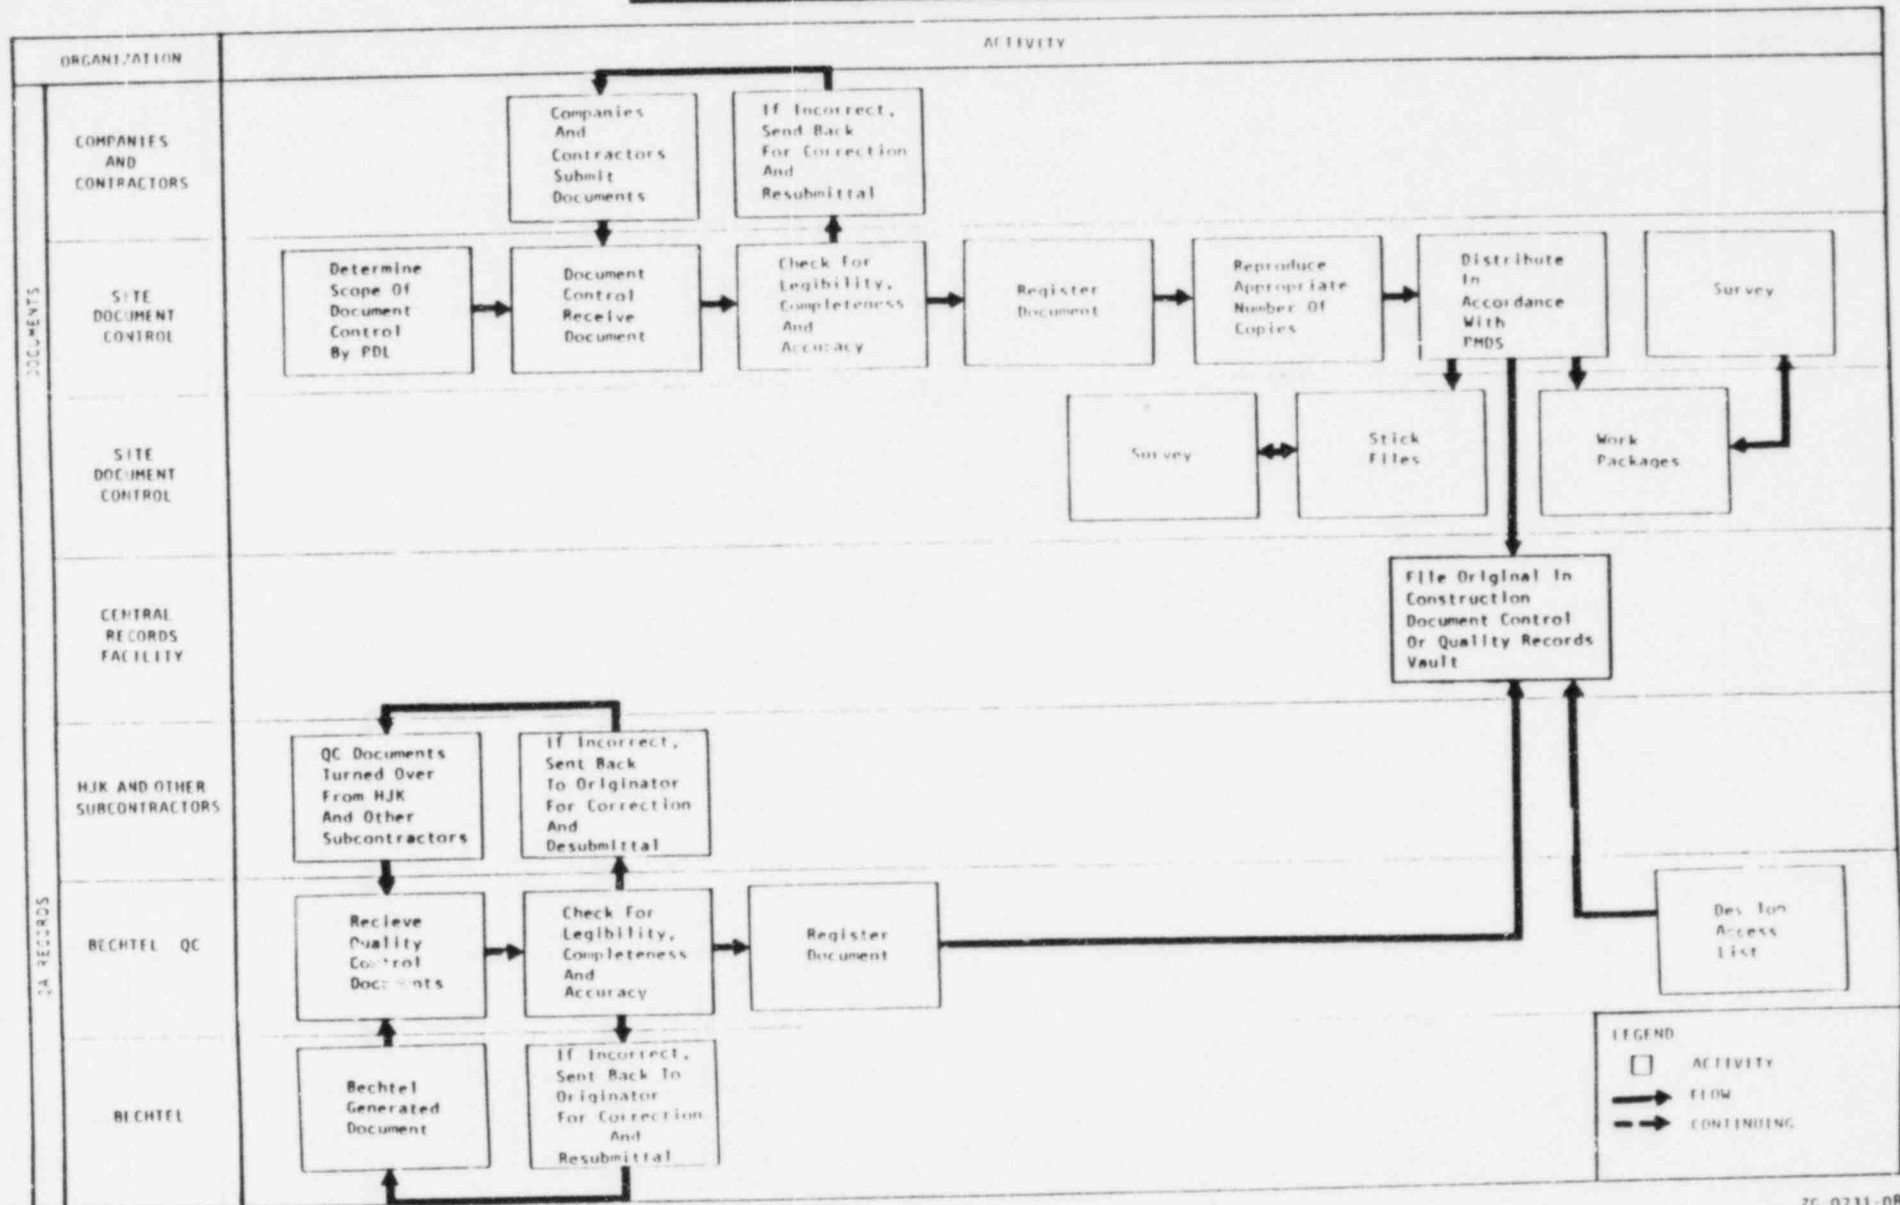 ORGANIZATION
ACTIVITY
DOCUMENTS
COMPANIES
AND
CONTRACTORS
Companies
And
Contractors
Submit
Documents
If Incorrect,
Send Back
For Correction
And
Resubmittal
SITE
DOCUMENT
CONTROL
Determine
Scope Of
Document
Control
By PDL
Document
Control
Receive
Document
Check For
Legibility,
Completeness
And
Accuracy
Register
Document
Reproduce
Appropriate
Number Of
Copies
Distribute
In
Accordance
With
PMDS
Survey
SITE
DOCUMENT
CONTROL
Survey
Stick
Files
Work
Packages
CENTRAL
RECORDS
FACILITY
File Original In
Construction
Document Control
Or Quality Records
Vault
QA RECORDS
HJK AND OTHER
SUBCONTRACTORS
QC Documents
Turned Over
From HJK
And Other
Subcontractors
If Incorrect,
Sent Back
To Originator
For Correction
And
Desubmittal
BECHTEL QC
Recieve
Quality
Control
Documents
Check For
Legibility,
Completeness
And
Accuracy
Register
Document
Access
List
BECHTEL
Bechtel
Generated
Document
If Incorrect,
Sent Back To
Originator
For Correction
And
Resubmittal
LEGEND
ACTIVITY
FLOW
CONTINUING